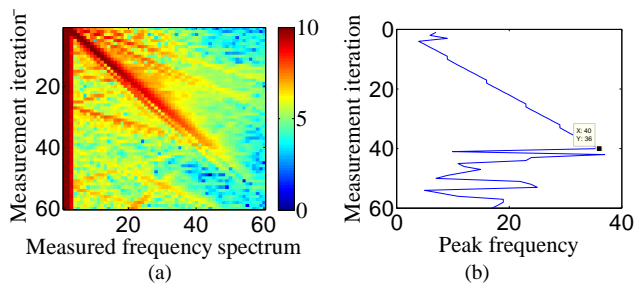 Measurement iteration
20
40
60
20
40
60
Measured frequency spectrum
10
5
0
(a)
Measurement iteration
0
20
40
60
0
20
40
X: 40
Y: 36
Peak frequency
(b)